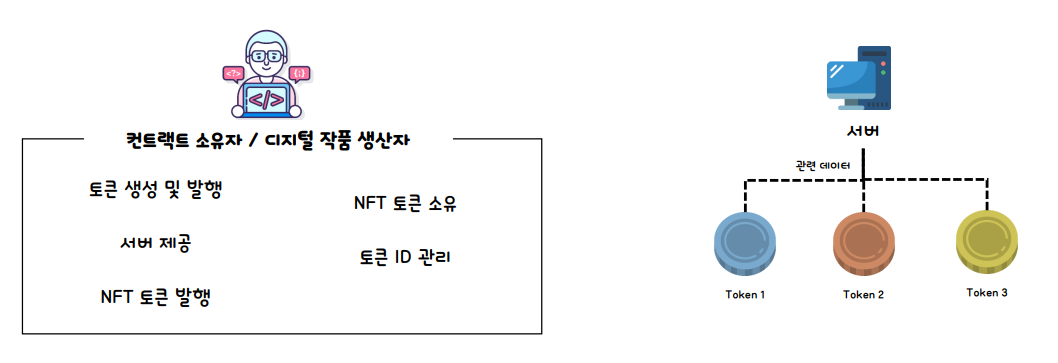 <?>
{;}
</>
컨트랙트 소유자 / 디지털 작품 생산자
토큰 생성 및 발행
서버 제공
NFT 토큰 발행
NFT 토큰 소유
토큰 ID 관리
서버
관련 데이터
Token 1
Token 2
Token 3